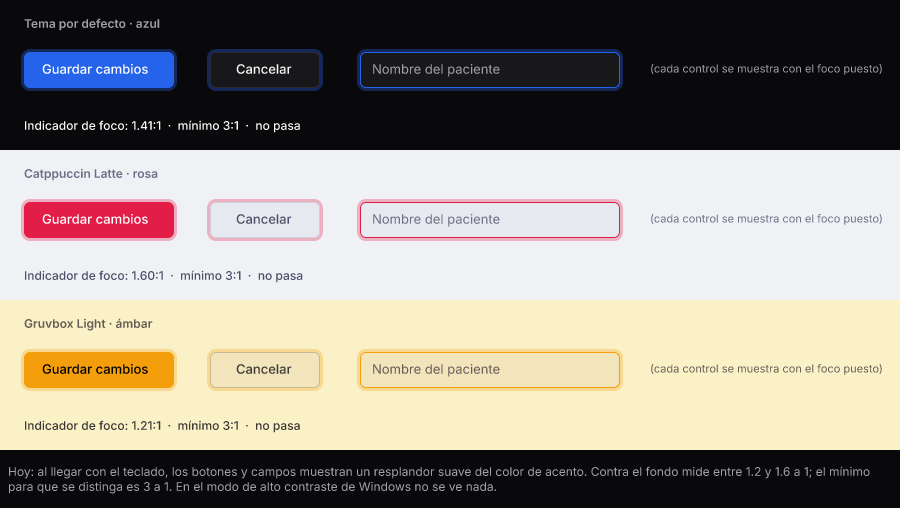 Tema por defecto · azul
Guardar cambios
Cancelar
Nombre del paciente
(cada control se muestra con el foco puesto)
Indicador de foco: 1.41:1 · mínimo 3:1 · no pasa
Catppuccin Latte · rosa
Guardar cambios
Cancelar
Nombre del paciente
(cada control se muestra con el foco puesto)
Indicador de foco: 1.60:1 · mínimo 3:1 · no pasa
Gruvbox Light · ámbar
Guardar cambios
Cancelar
Nombre del paciente
(cada control se muestra con el foco puesto)
Indicador de foco: 1.21:1 · mínimo 3:1 · no pasa
Hoy: al llegar con el teclado, los botones y campos muestran un resplandor suave del color de acento. Contra el fondo mide entre 1.2 y 1.6 a 1; el mínimo
para que se distinga es 3 a 1. En el modo de alto contraste de Windows no se ve nada.